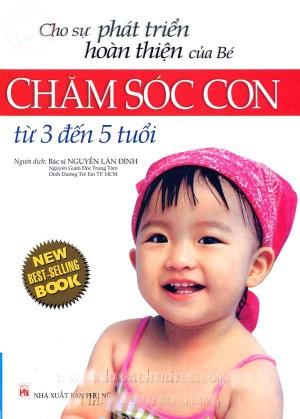 Cho sự phát triển
hoàn thiện của Bé
CHĂM SÓC CON
từ 3 đến 5 tuổi
Người dịch: Bác sĩ NGUYỄN LÂN ĐÍNH
Nguyên Giám Đốc Trung Tâm
Dinh Dưỡng Trẻ Em TP. HCM
NEW
BEST-SELLING
BOOK
PN
NHÀ XUẤT BẢN PHỤ NỮ